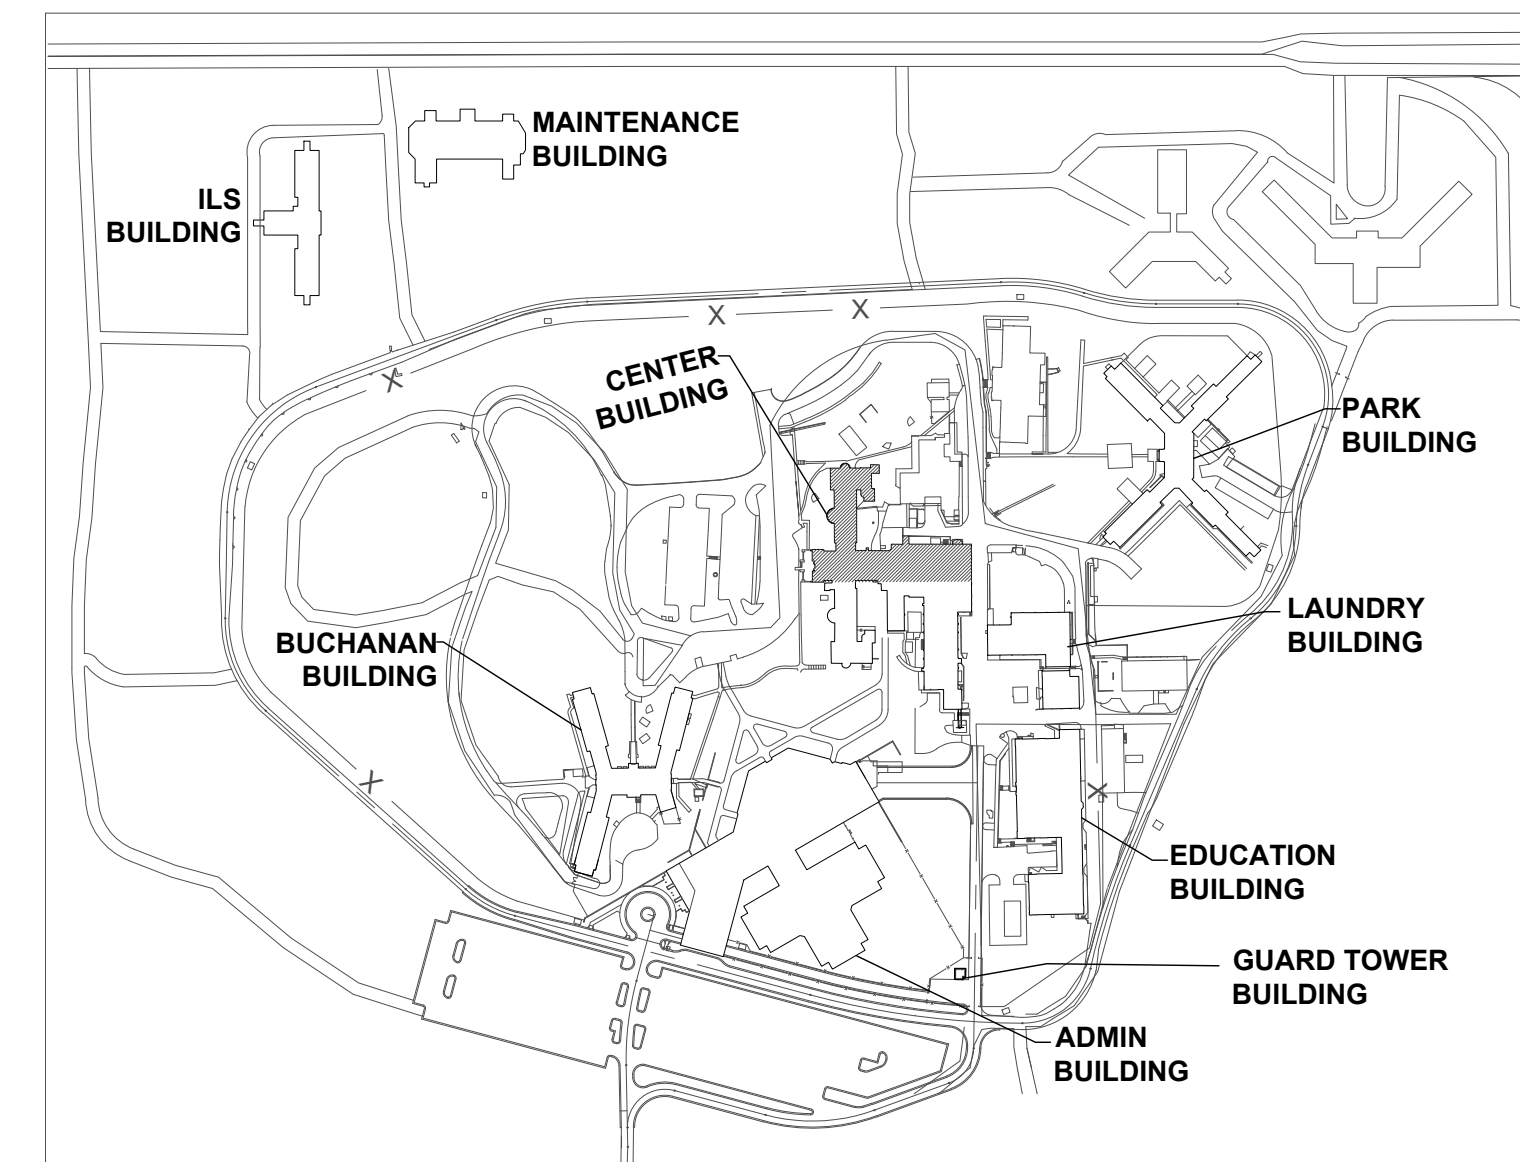 MAINTENANCE
BUILDING
ILS
BUILDING
CENTER
BUILDING
PARK
BUILDING
LAUNDRY
BUILDING
BUCHANAN
BUILDING
EDUCATION
BUILDING
GUARD TOWER
BUILDING
ADMIN
BUILDING